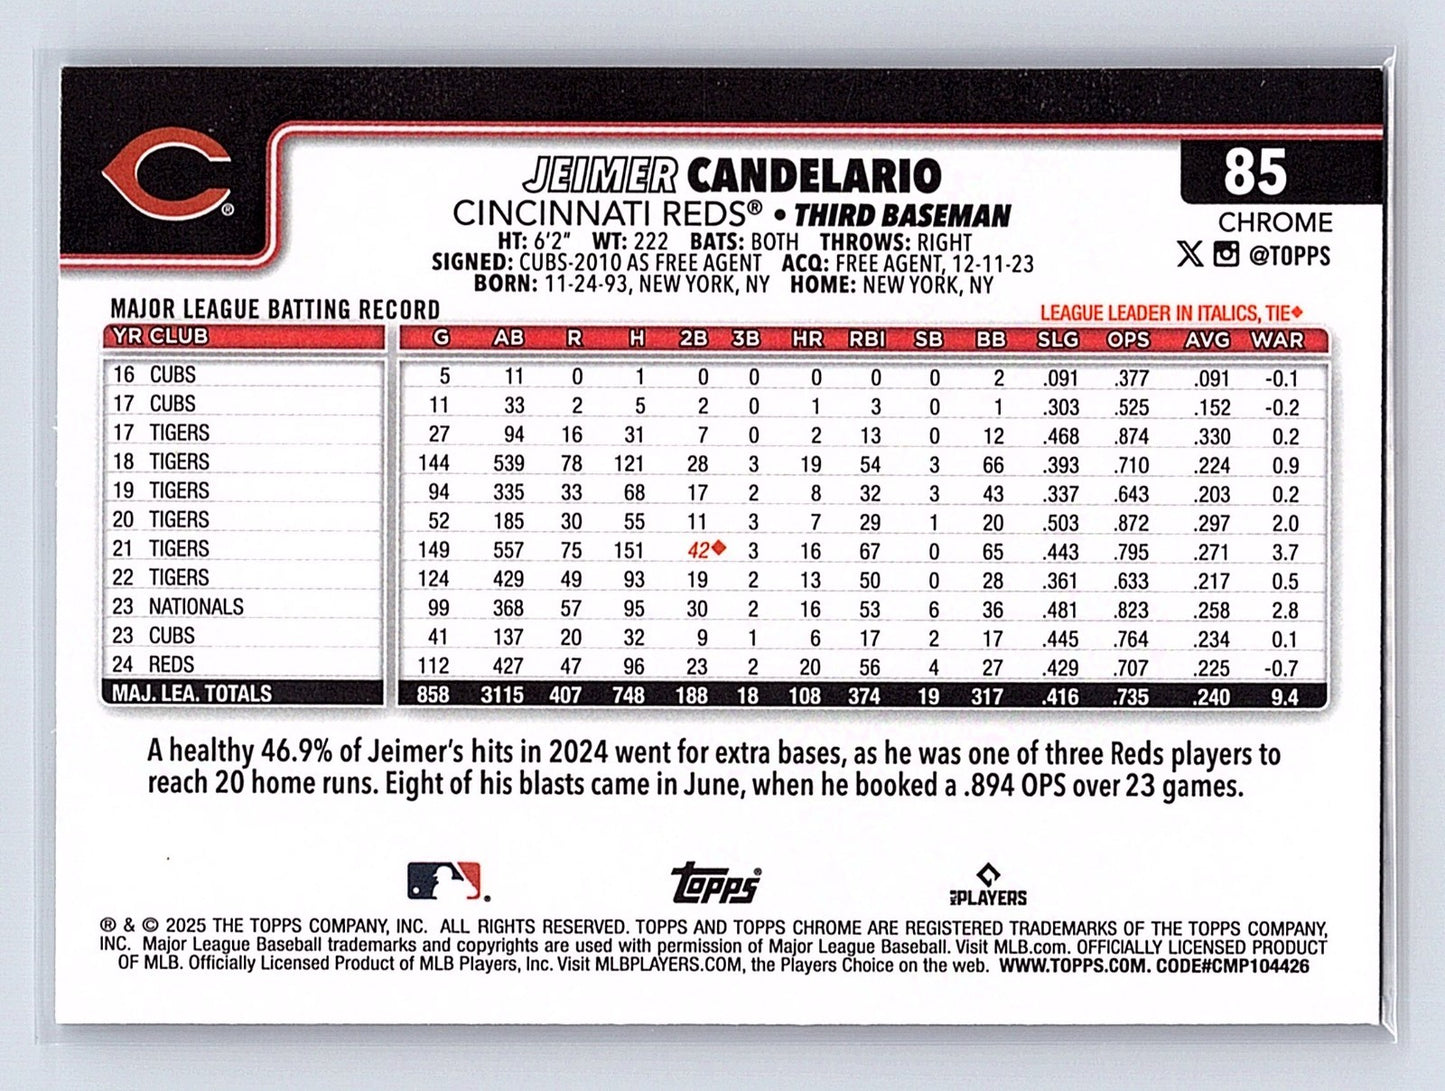 85
JEIMER CANDELARIO
CINCINNATI REDS® • THIRD BASEMAN
CHROME
@TOPPS
HT: 6'2" WT: 222 BATS: BOTH THROWS: RIGHT
SIGNED: CUBS-2010 AS FREE AGENT ACQ: FREE AGENT, 12-11-23
BORN: 11-24-93, NEW YORK, NY HOME: NEW YORK, NY
MAJOR LEAGUE BATTING RECORD
LEAGUE LEADER IN ITALICS, TIE◆
YR CLUB G AB R H 2B 3B HR RBI SB BB SLG OPS AVG WAR
16 CUBS 5 11 0 1 0 0 0 0 0 2 .091 .377 .091 -0.1
17 CUBS 11 33 2 5 2 0 1 3 0 1 .303 .525 .152 -0.2
17 TIGERS 27 94 16 31 7 0 2 13 0 12 .468 .874 .330 0.2
18 TIGERS 144 539 78 121 28 3 19 54 3 66 .393 .710 .224 0.9
19 TIGERS 94 335 33 68 17 2 8 32 3 43 .337 .643 .203 0.2
20 TIGERS 52 185 30 55 11 3 7 29 1 20 .503 .872 .297 2.0
21 TIGERS 149 557 75 151 42◆ 3 16 67 0 65 .443 .795 .271 3.7
22 TIGERS 124 429 49 93 19 2 13 50 0 28 .361 .633 .217 0.5
23 NATIONALS 99 368 57 95 30 2 16 53 6 36 .481 .823 .258 2.8
23 CUBS 41 137 20 32 9 1 6 17 2 17 .445 .764 .234 0.1
24 REDS 112 427 47 96 23 2 20 56 4 27 .429 .707 .225 -0.7
MAJ. LEA. TOTALS 858 3115 407 748 188 18 108 374 19 317 .416 .735 .240 9.4
A healthy 46.9% of Jeimer's hits in 2024 went for extra bases, as he was one of three Reds players to
reach 20 home runs. Eight of his blasts came in June, when he booked a .894 OPS over 23 games.
topps®
MLB PLAYERS
® & © 2025 THE TOPPS COMPANY, INC. ALL RIGHTS RESERVED. TOPPS AND TOPPS CHROME ARE REGISTERED TRADEMARKS OF THE TOPPS COMPANY,
INC. Major League Baseball trademarks and copyrights are used with permission of Major League Baseball. Visit MLB.com. OFFICIALLY LICENSED PRODUCT
OF MLB. Officially Licensed Product of MLB Players, Inc. Visit MLBPLAYERS.COM, the Players Choice on the web. WWW.TOPPS.COM. CODE#CMP104426